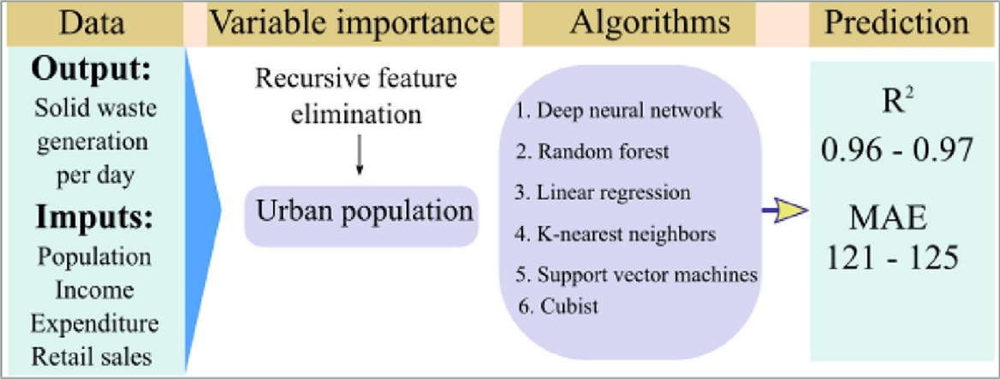 Data
Variable importance
Algorithms
Prediction
Output:
Solid waste
generation
per day
Imputs:
Population
Income
Expenditure
Retail sales
Recursive feature
elimination
Urban population
1. Deep neural network
2. Random forest
3. Linear regression
4. K-nearest neighbors
5. Support vector machines
6. Cubist
R²
0.96 - 0.97
MAE
121 - 125